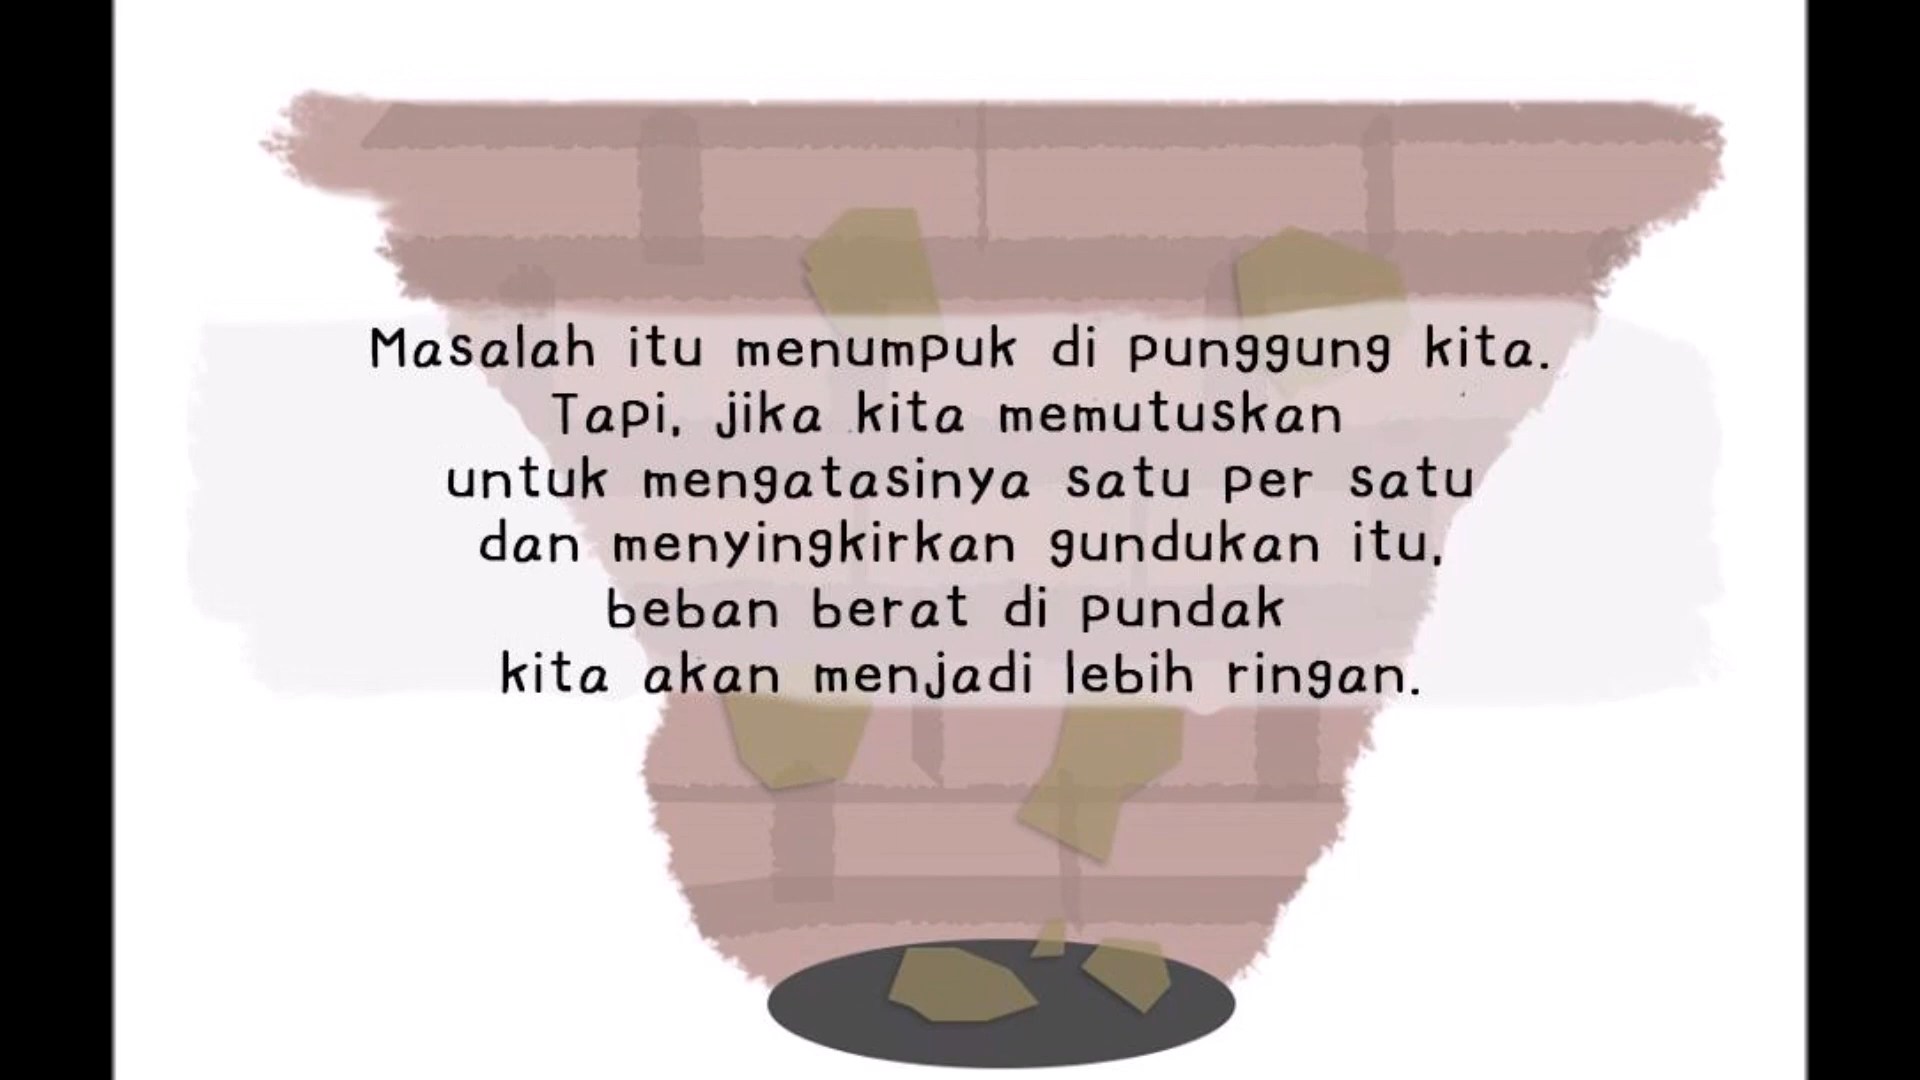 Masalah itu menumpuk di punggung kita.
Tapi, jika kita memutuskan
untuk mengatasinya satu per satu
dan menyingkirkan gundukan itu,
beban berat di pundak
kita akan menjadi lebih ringan.